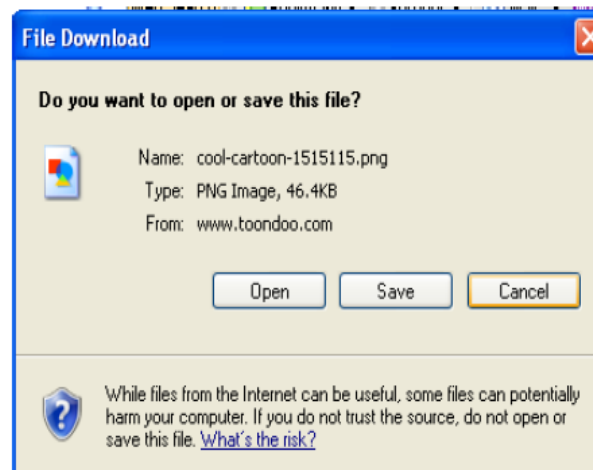 File Download
Do you want to open or save this file?
Name: cool-cartoon-1515115.png
Type: PNG Image, 46.4KB
From: www.toondoo.com
Open Save Cancel
While files from the Internet can be useful, some files can potentially
harm your computer. If you do not trust the source, do not open or
save this file. What's the risk?